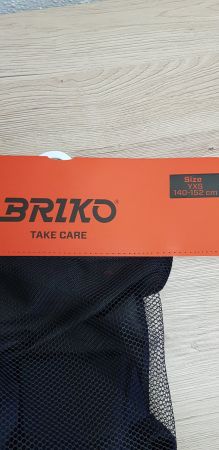 Size
YXS
140-152 cm
BRIKO®
TAKE CARE